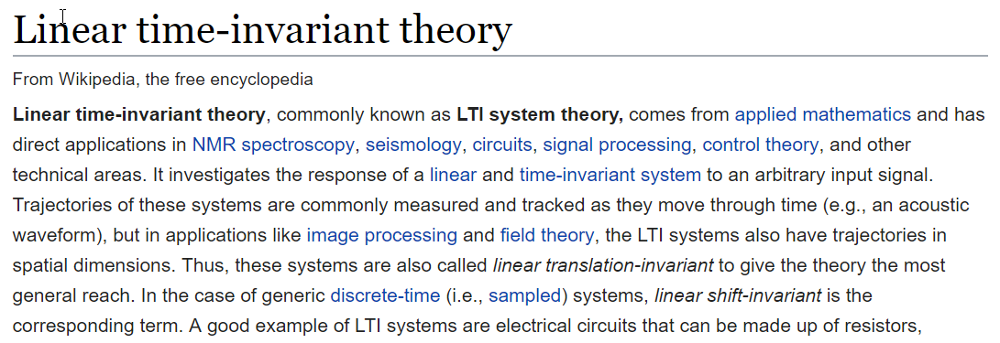 Linear time-invariant theory
From Wikipedia, the free encyclopedia
Linear time-invariant theory, commonly known as LTI system theory, comes from applied mathematics and has
direct applications in NMR spectroscopy, seismology, circuits, signal processing, control theory, and other
technical areas. It investigates the response of a linear and time-invariant system to an arbitrary input signal.
Trajectories of these systems are commonly measured and tracked as they move through time (e.g., an acoustic
waveform), but in applications like image processing and field theory, the LTI systems also have trajectories in
spatial dimensions. Thus, these systems are also called linear translation-invariant to give the theory the most
general reach. In the case of generic discrete-time (i.e., sampled) systems, linear shift-invariant is the
corresponding term. A good example of LTI systems are electrical circuits that can be made up of resistors,